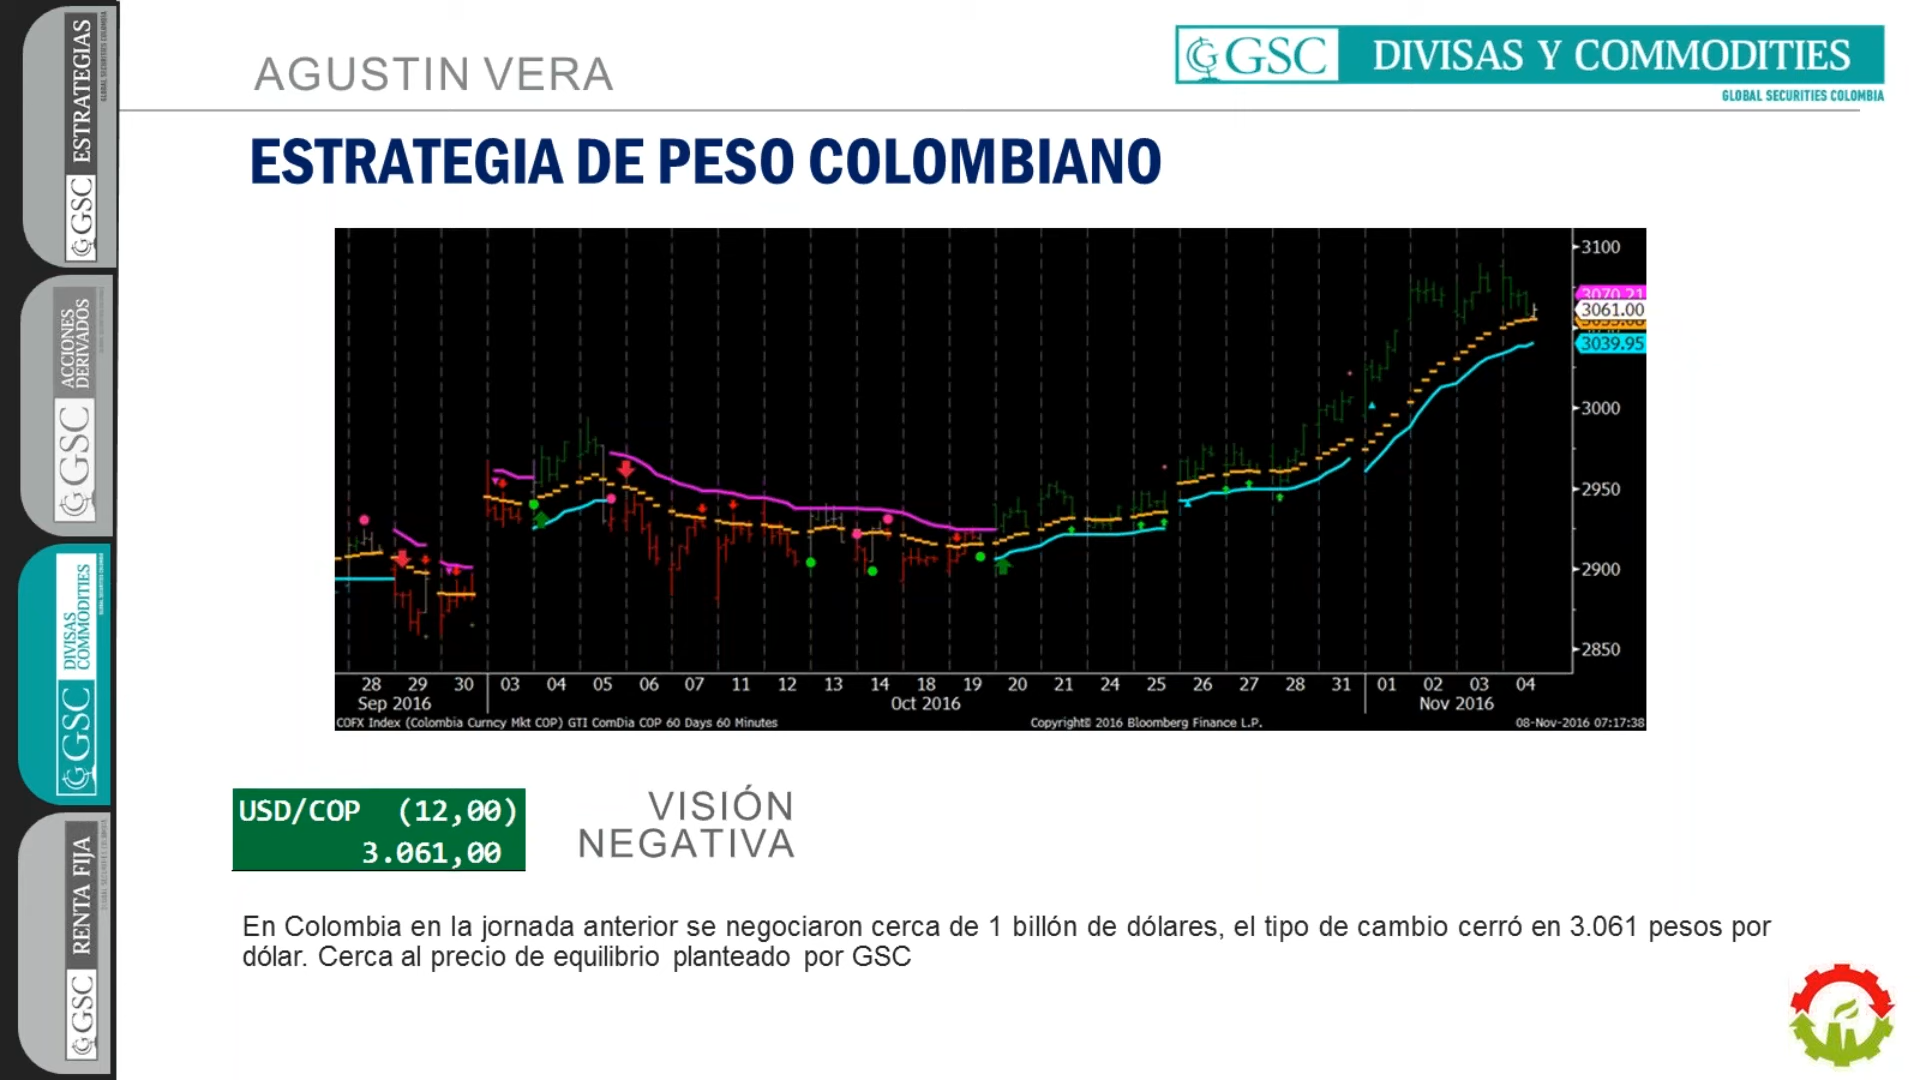 AGUSTIN VERA
GSC DIVISAS Y COMMODITIES
GLOBAL SECURITIES COLOMBIA
ESTRATEGIA DE PESO COLOMBIANO
GSC ESTRATEGIAS
GSC ACCIONES
DERIVADOS
GSC DIVISAS
COMMODITIES
GSC RENTA FIJA
3100
3070.21
3061.00
3039.95
3000
2950
2900
2850
28 29 30 03 04 05 06 07 11 12 13 14 18 19 20 21 24 25 26 27 28 31 01 02 03 04
Sep 2016 Oct 2016 Nov 2016
COFX Index (Colombia Curncy Mkt COP) GTI ComDia COP 60 Days 60 Minutes Copyright© 2016 Bloomberg Finance L.P. 08-Nov-2016 07:17:38
USD/COP (12,00)
3.061,00
VISIÓN
NEGATIVA
En Colombia en la jornada anterior se negociaron cerca de 1 billón de dólares, el tipo de cambio cerró en 3.061 pesos por
dólar. Cerca al precio de equilibrio planteado por GSC